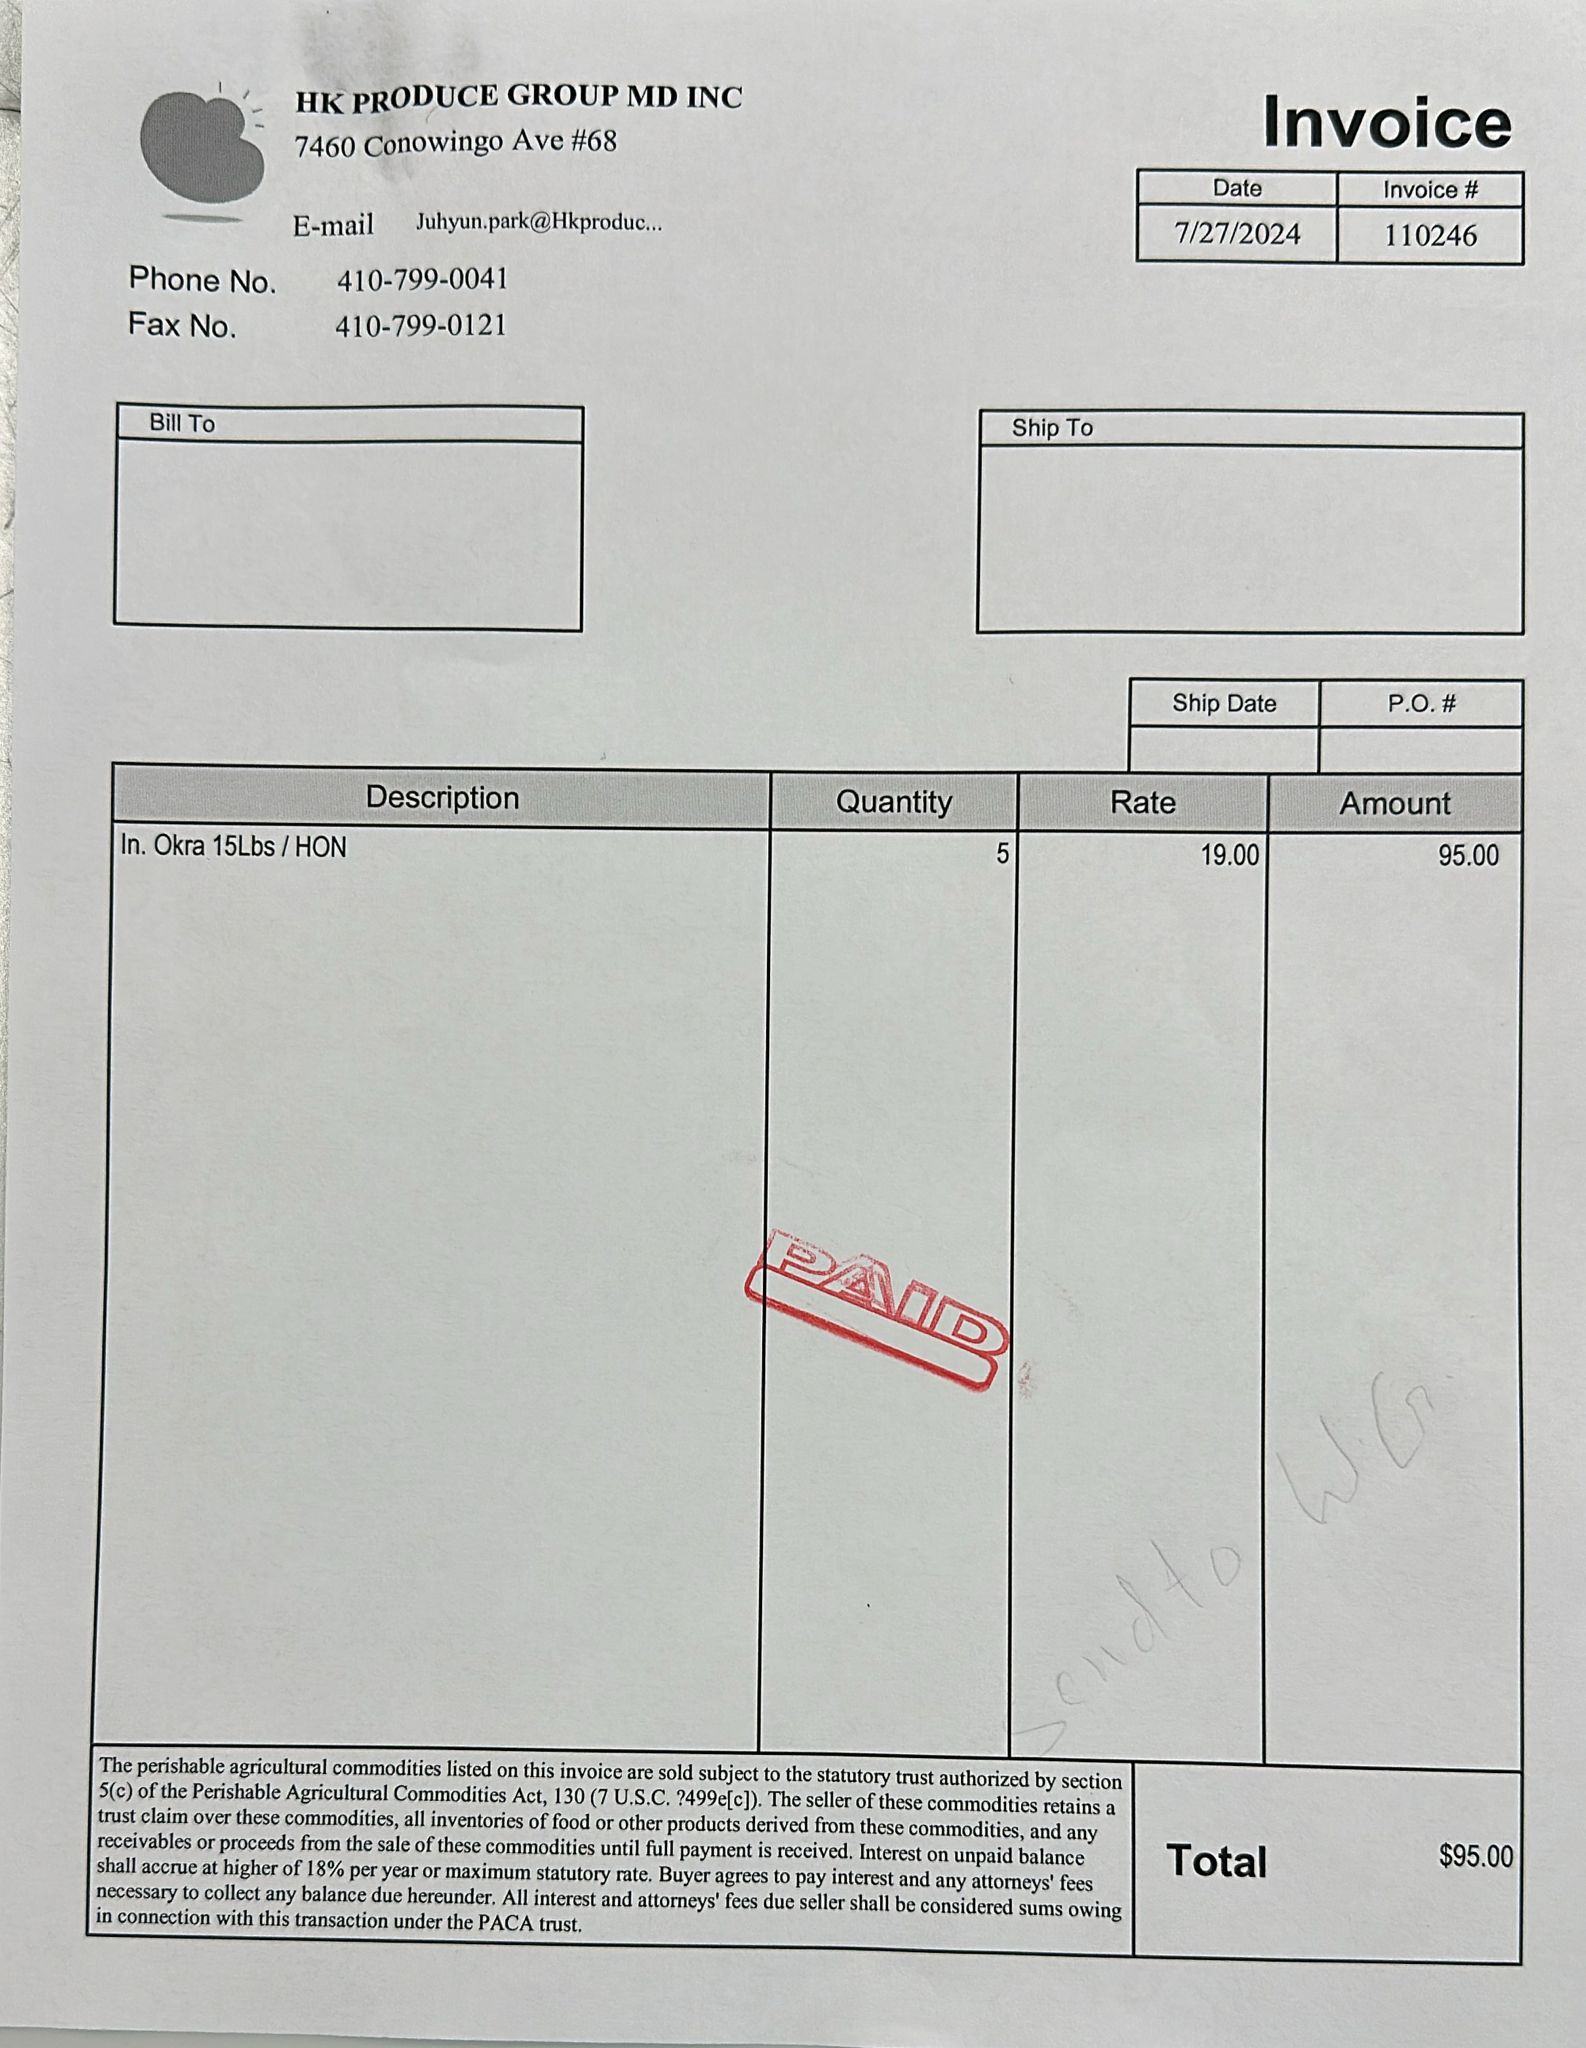 HK PRODUCE GROUP MD INC
7460 Conowingo Ave #68
E-mail Juhyun.park@Hkproduc...
Phone No. 410-799-0041
Fax No. 410-799-0121
Invoice
Date Invoice #
7/27/2024 110246
Bill To
Ship To
Ship Date P.O. #
Description Quantity Rate Amount
In. Okra 15Lbs / HON 5 19.00 95.00
PAID
Send to W.G.
The perishable agricultural commodities listed on this invoice are sold subject to the statutory trust authorized by section
5(c) of the Perishable Agricultural Commodities Act, 130 (7 U.S.C. ?499e[c]). The seller of these commodities retains a
trust claim over these commodities, all inventories of food or other products derived from these commodities, and any
receivables or proceeds from the sale of these commodities until full payment is received. Interest on unpaid balance
shall accrue at higher of 18% per year or maximum statutory rate. Buyer agrees to pay interest and any attorneys' fees
necessary to collect any balance due hereunder. All interest and attorneys' fees due seller shall be considered sums owing
in connection with this transaction under the PACA trust.
Total $95.00